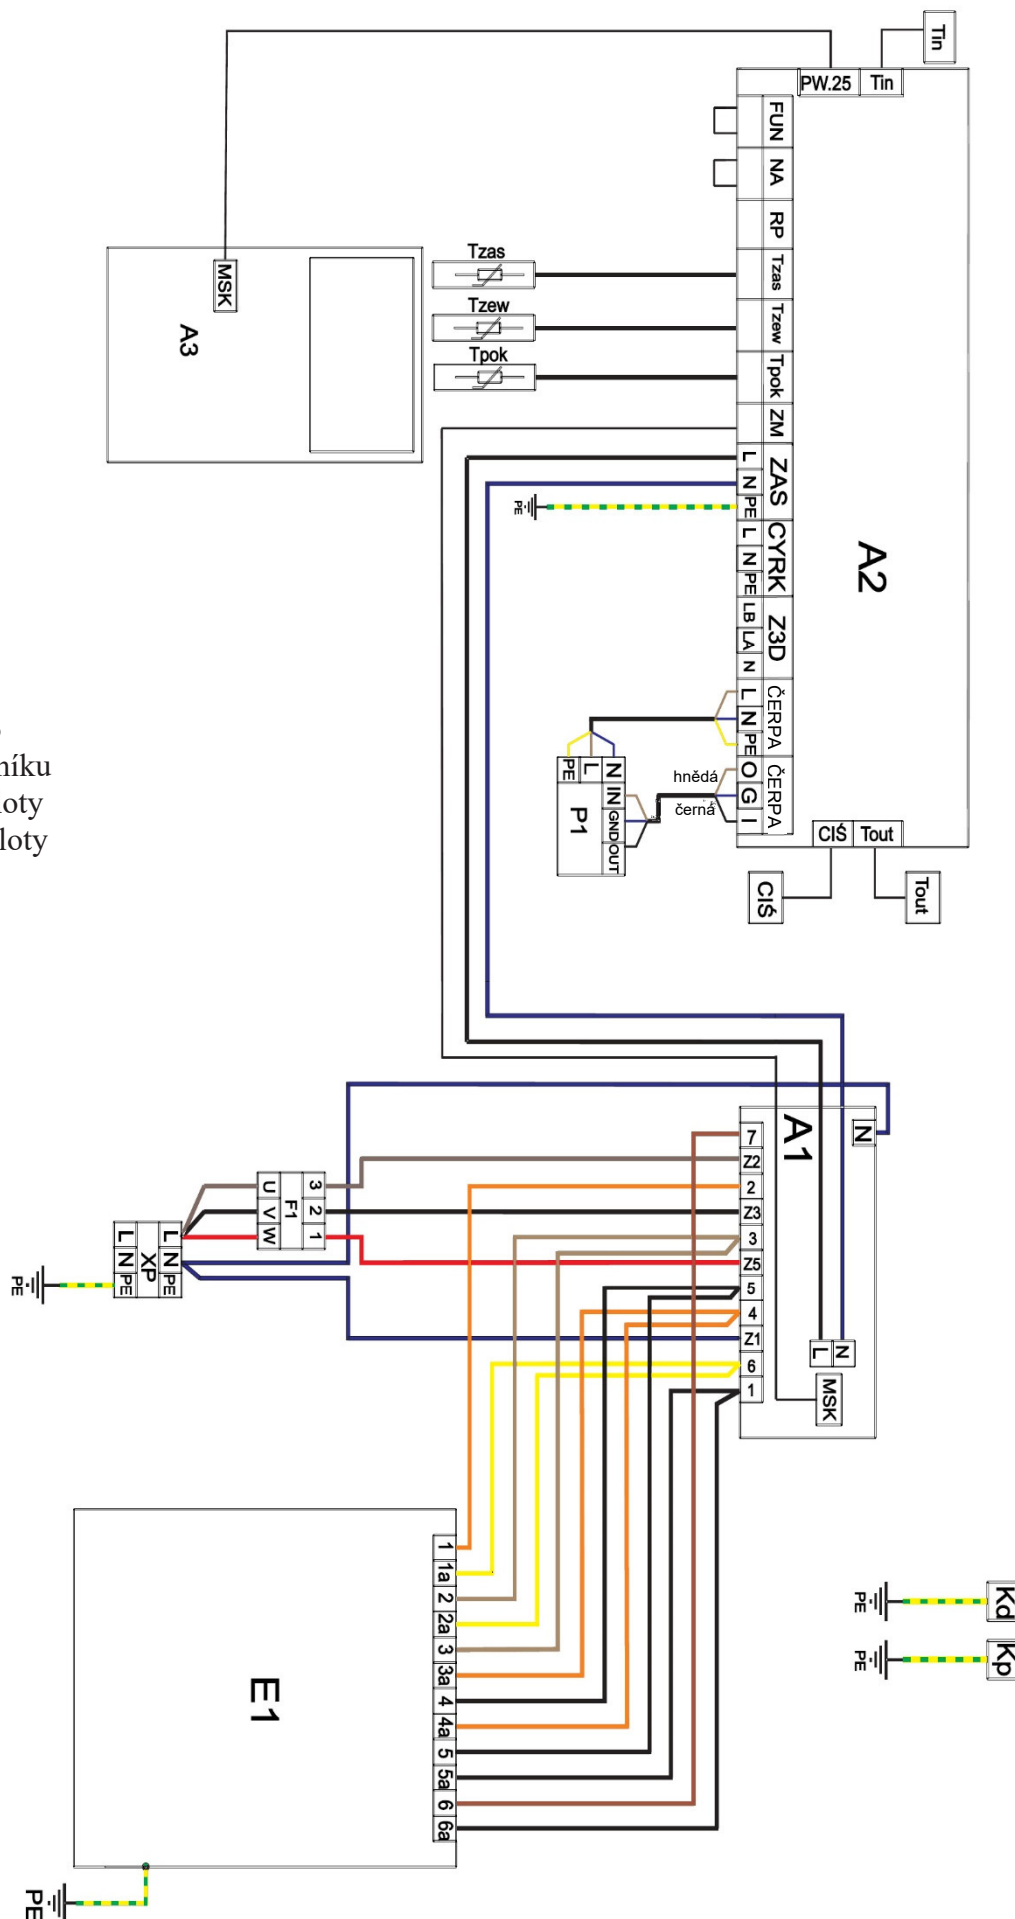 Tin
PW.25 Tin
FUN
NA
RP
Tzas
Tzew
Tpok
ZM
ZAS
L
N
PE
CYRK
L
N
PE
Z3D
LB
LA
N
ČERPA
L
N
PE
ČERPA
O
G
I
A2
CIŚ Tout
CIŚ
Tout
MSK
A3
Tzas
Tzew
Tpok
PE
hnědá
černá
PE
L
N
IN
GND
OUT
P1
níku
loty
loty
A1
N
7
Z2
2
Z3
3
Z5
5
4
Z1
6
1
L
N
MSK
U
V
W
F1
3
2
1
L
N
PE
XP
L
N
PE
PE
E1
1
1a
2
2a
3
3a
4
4a
5
5a
6
6a
PE
Kd
PE
Kp
PE